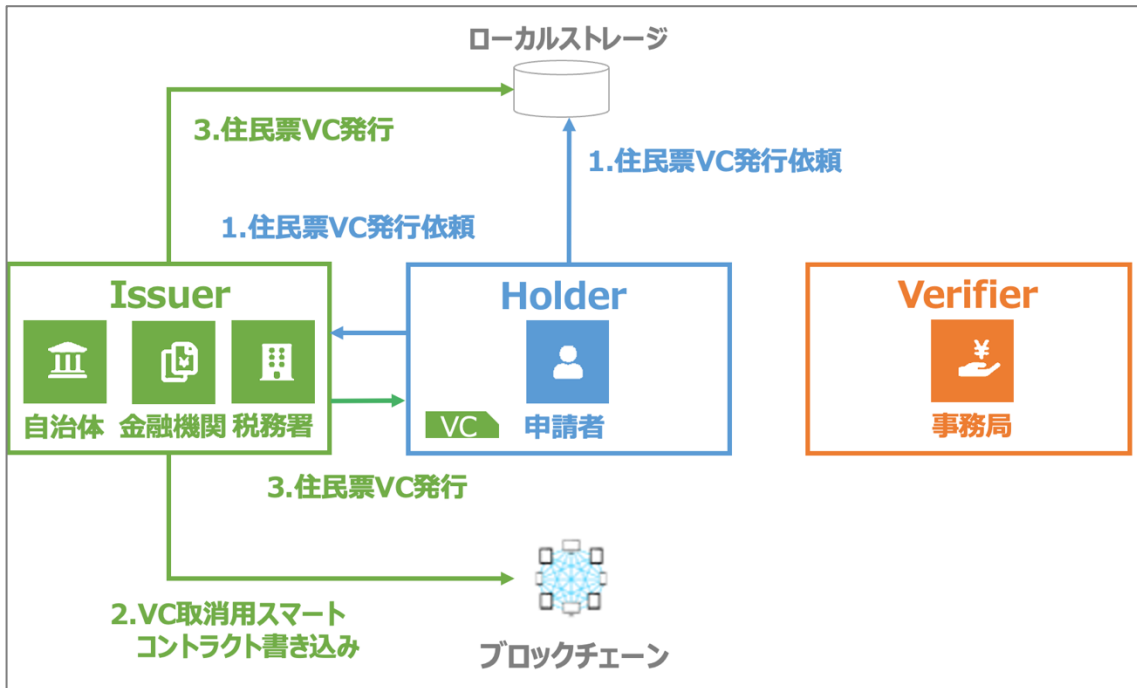 ローカルストレージ
3.住民票VC発行
1.住民票VC発行依頼
1.住民票VC発行依頼
Issuer
Holder
Verifier
¥
¥
自治体
金融機関
税務署
VC
申請者
事務局
3.住民票VC発行
2.VC取消用スマート
コントラクト書き込み
ブロックチェーン